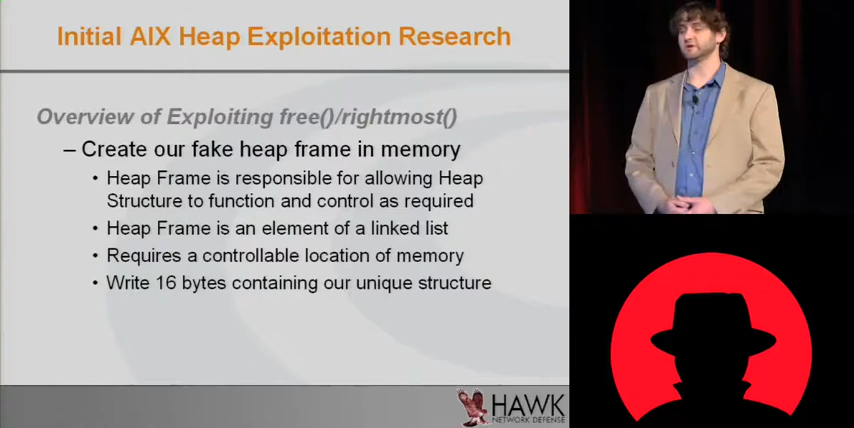 Initial AIX Heap Exploitation Research
Overview of Exploiting free()/rightmost()
– Create our fake heap frame in memory
• Heap Frame is responsible for allowing Heap
Structure to function and control as required
• Heap Frame is an element of a linked list
• Requires a controllable location of memory
• Write 16 bytes containing our unique structure
HAWK
NETWORK DEFENSE